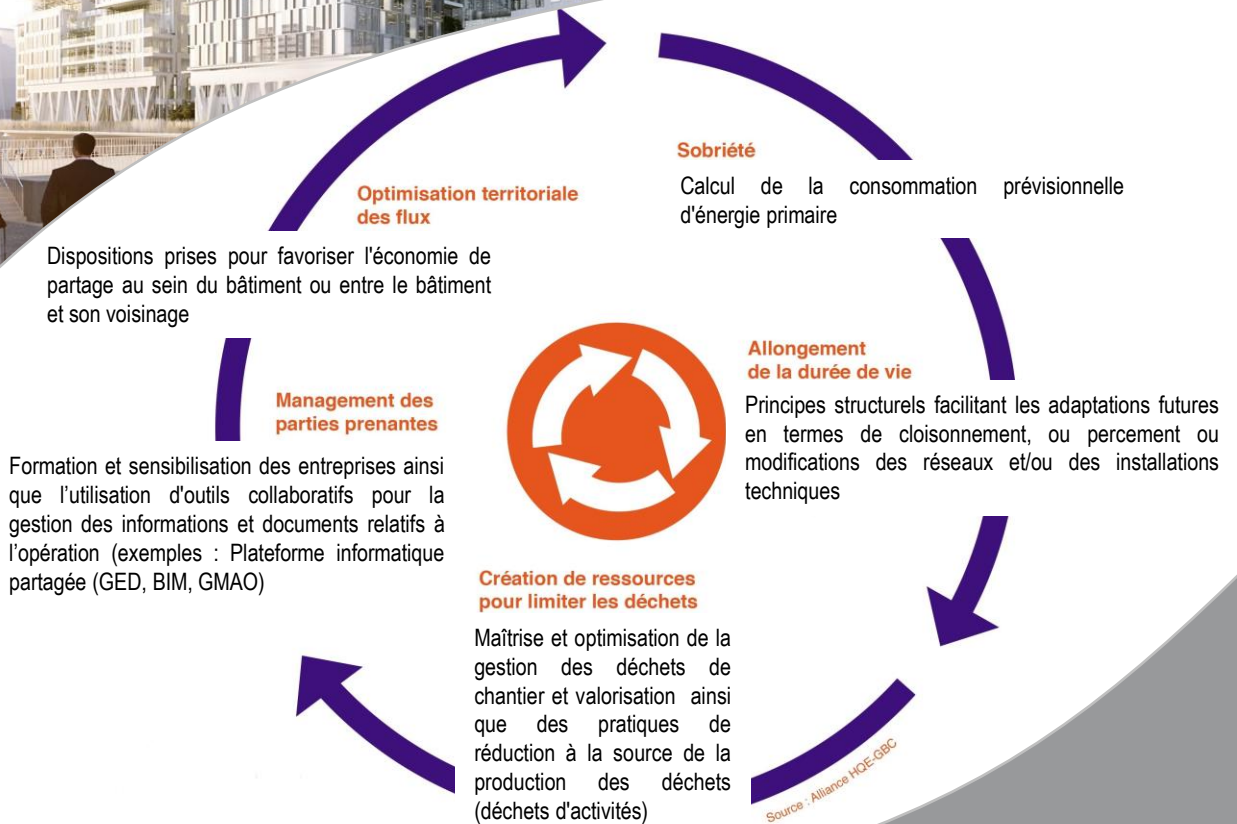 Sobriété
Calcul de la consommation prévisionnelle
d'énergie primaire
Allongement
de la durée de vie
Principes structurels facilitant les adaptations futures
en termes de cloisonnement, ou percement ou
modifications des réseaux et/ou des installations
techniques
Création de ressources
pour limiter les déchets
Maîtrise et optimisation de la
gestion des déchets de
chantier et valorisation ainsi
que des pratiques de
réduction à la source de la
production des déchets
(déchets d'activités)
Management des
parties prenantes
Formation et sensibilisation des entreprises ainsi
que l’utilisation d'outils collaboratifs pour la
gestion des informations et documents relatifs à
l’opération (exemples : Plateforme informatique
partagée (GED, BIM, GMAO)
Optimisation territoriale
des flux
Dispositions prises pour favoriser l'économie de
partage au sein du bâtiment ou entre le bâtiment
et son voisinage
Source : Alliance HQE-GBC